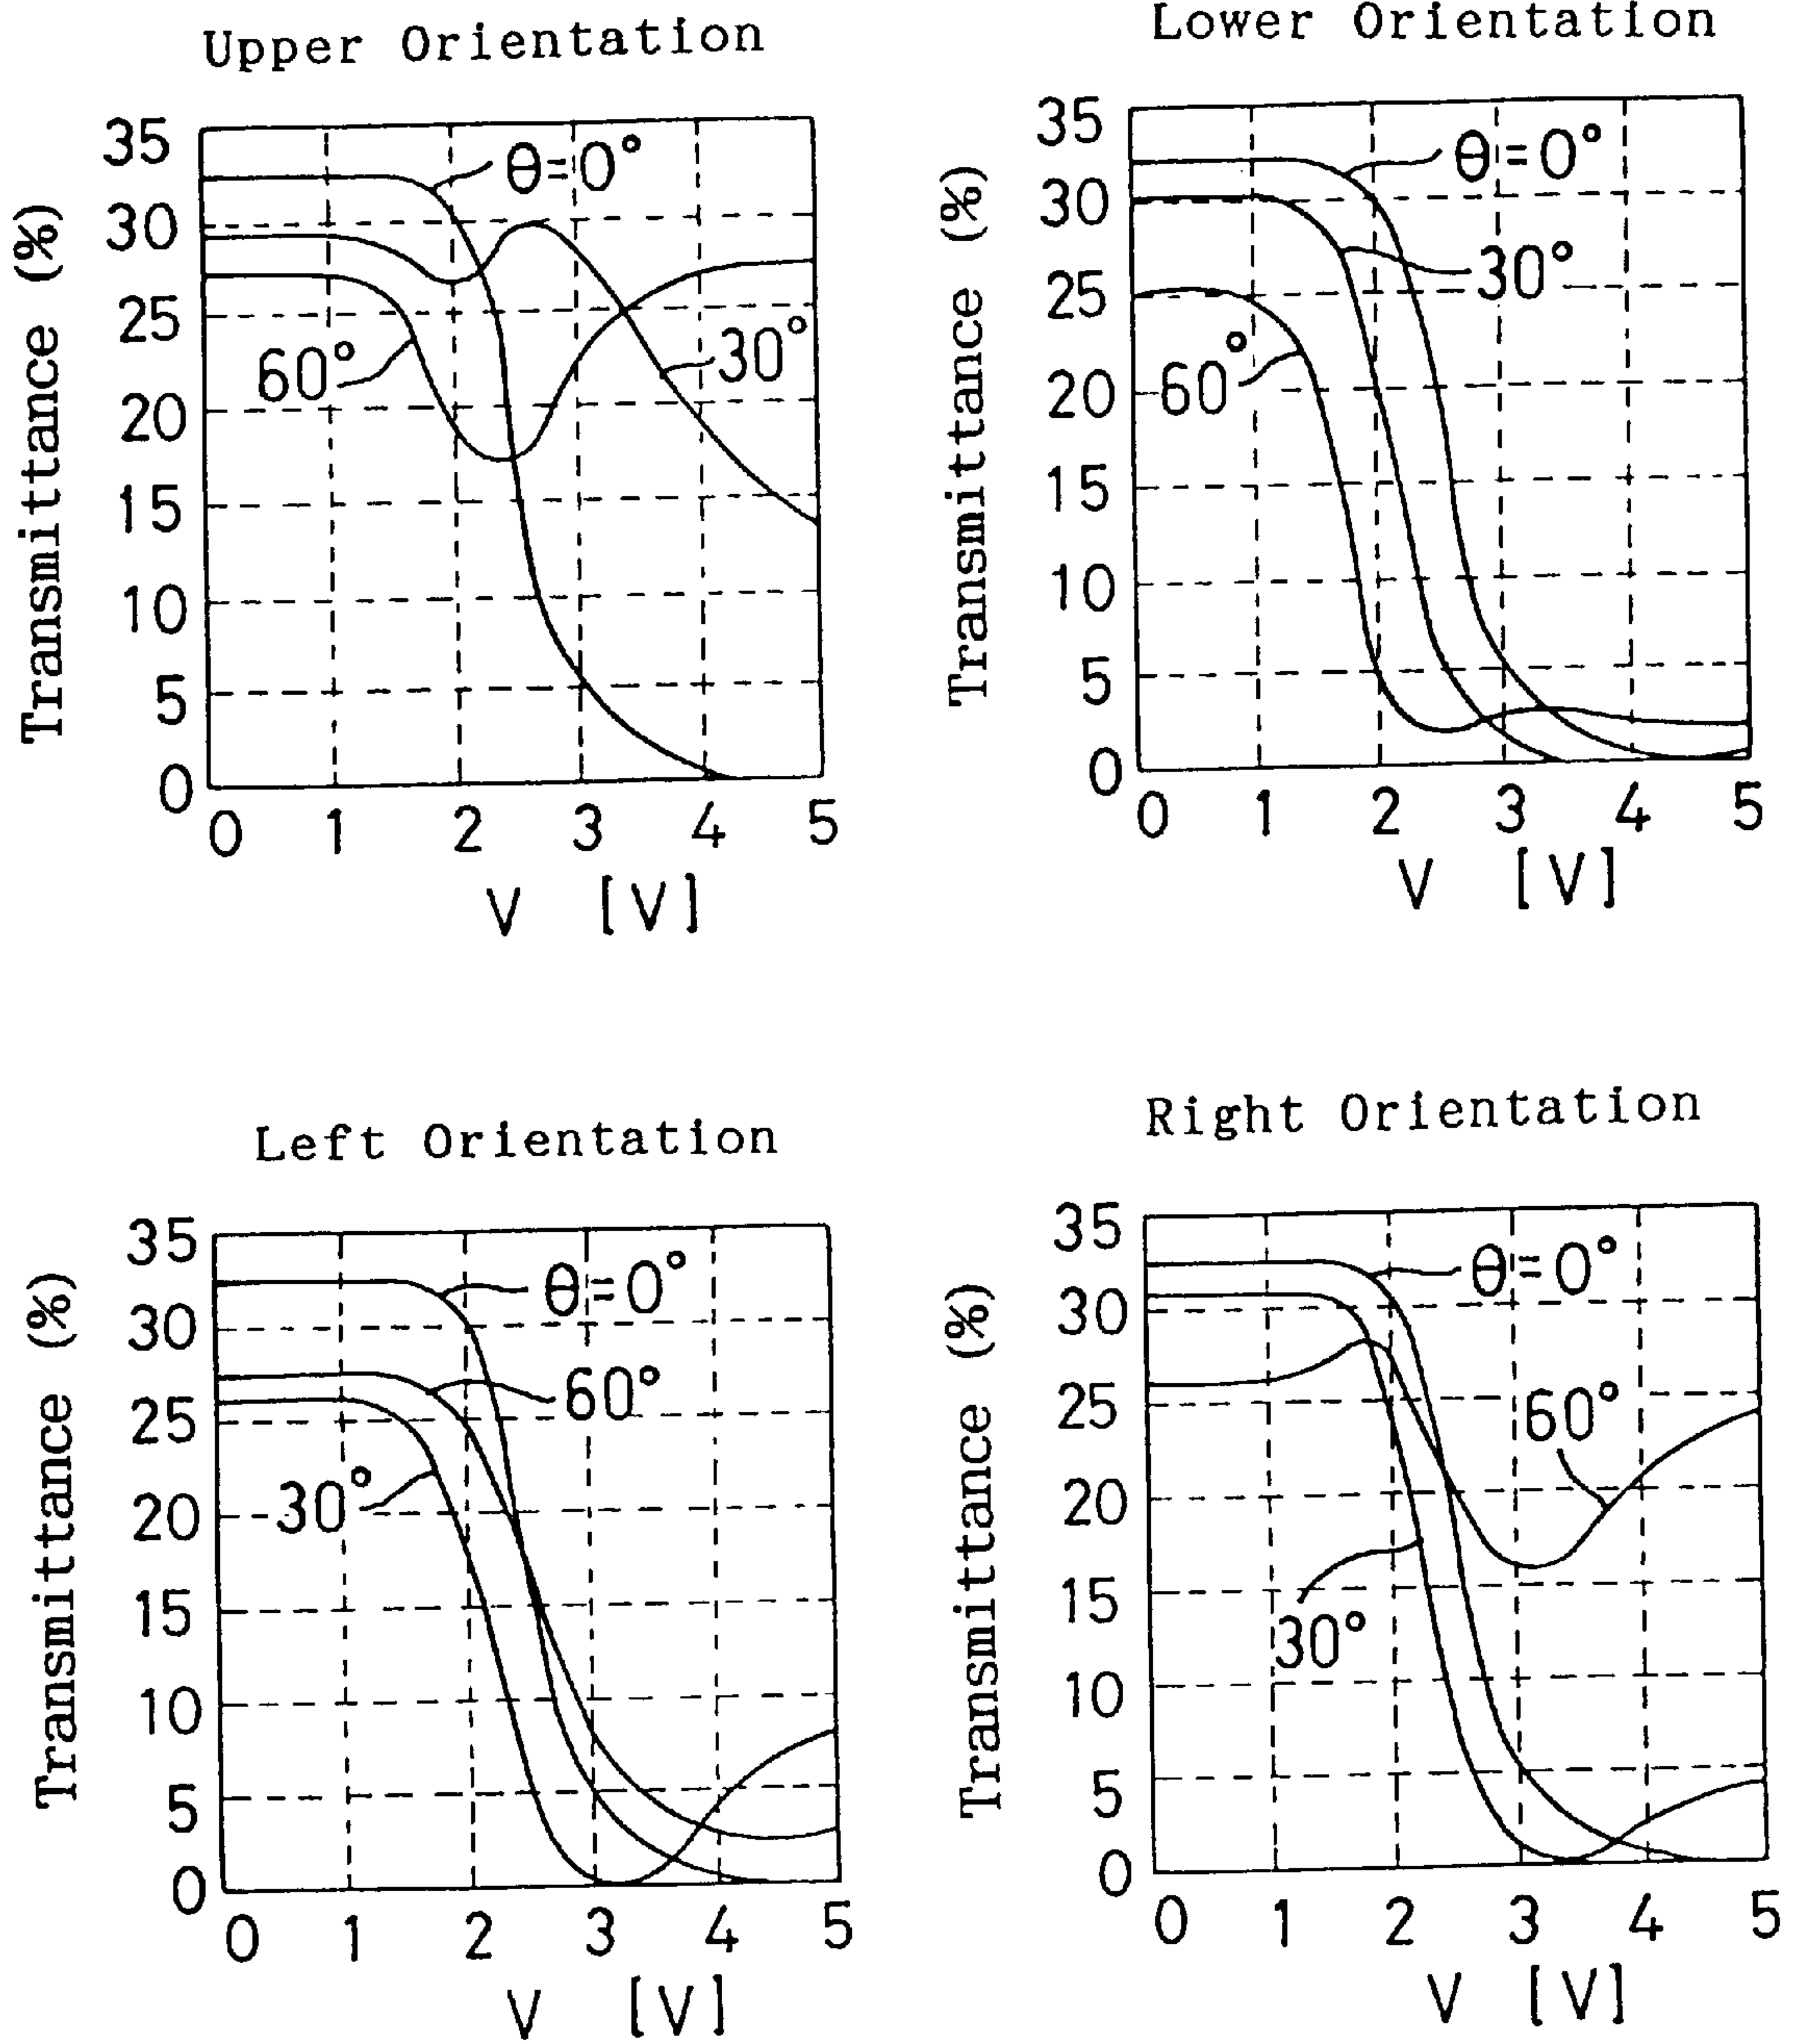 Upper Orientation
Transmittance (%)
35
30
25
20
15
10
5
0
θ=0°
30°
60°
0 1 2 3 4 5
V [V]
Lower Orientation
Transmittance (%)
35
30
25
20
15
10
5
0
θ=0°
30°
60°
0 1 2 3 4 5
V [V]
Left Orientation
Transmittance (%)
35
30
25
20
15
10
5
0
θ=0°
60°
30°
0 1 2 3 4 5
V [V]
Right Orientation
Transmittance (%)
35
30
25
20
15
10
5
0
θ=0°
60°
30°
0 1 2 3 4 5
V [V]